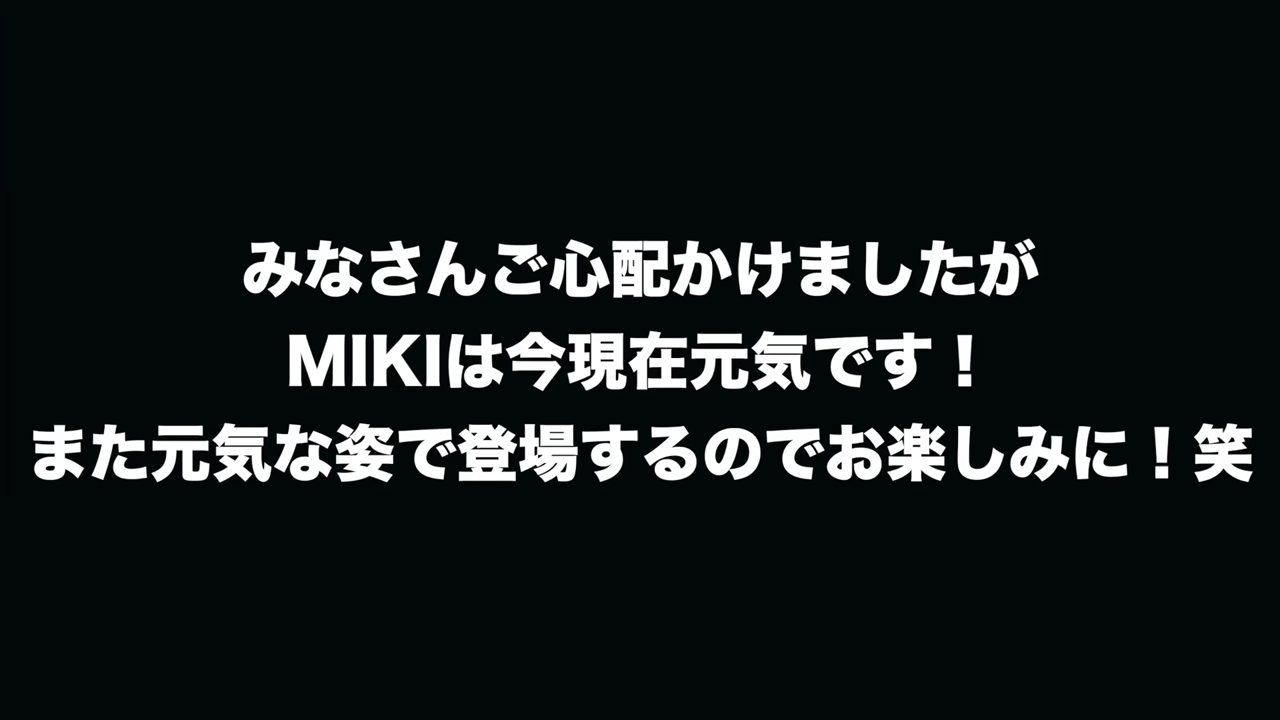 みなさんご心配かけましたが
MIKIは今現在元気です！
また元気な姿で登場するのでお楽しみに！笑